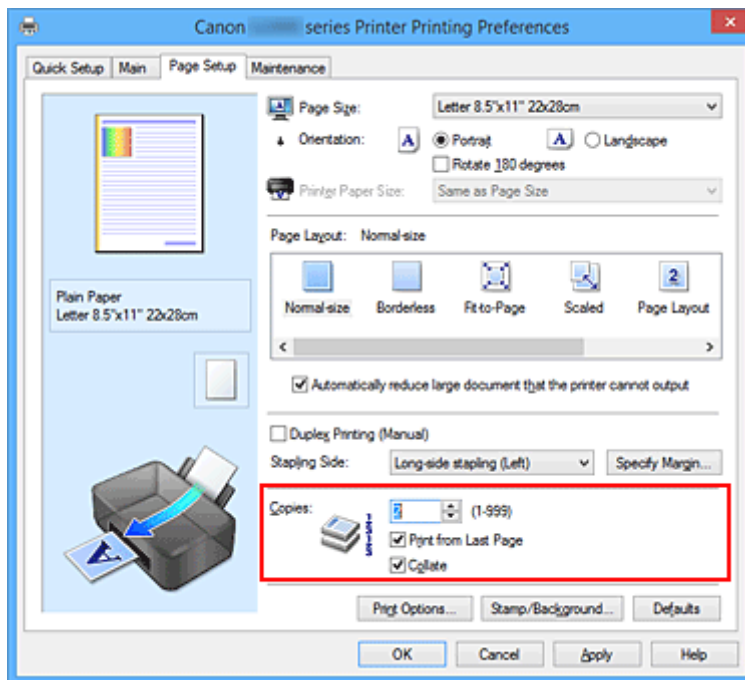 Canon series Printer Printing Preferences
Quick Setup Main Page Setup Maintenance
Page Size: Letter 8.5"x11" 22x28cm
Orientation: A Portrait A Landscape
Rotate 180 degrees
Printer Paper Size: Same as Page Size
Page Layout: Normal-size
2
Normal-size Borderless Fit-to-Page Scaled Page Layout
Plain Paper
Letter 8.5"x11" 22x28cm
Automatically reduce large document that the printer cannot output
Duplex Printing (Manual)
Stapling Side: Long-side stapling (Left) Specify Margin...
Copies: 2 (1-999)
Print from Last Page
Collate
A
Print Options... Stamp/Background... Defaults
OK Cancel Apply Help